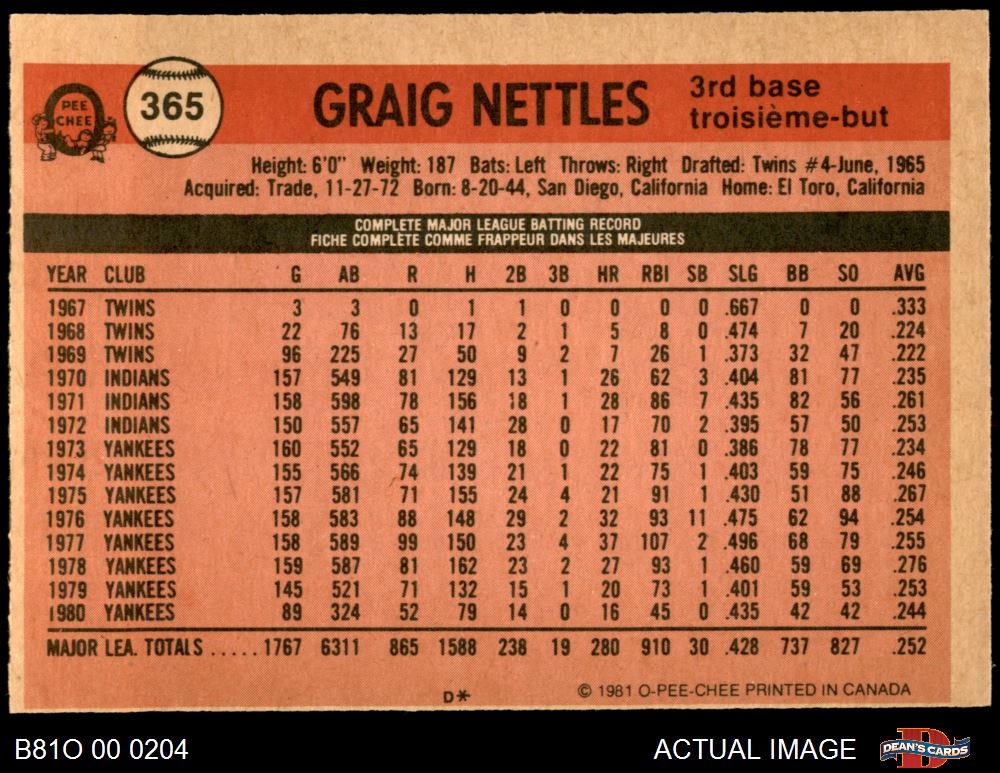 PEE
CHEE
365
GRAIG NETTLES
3rd base
troisième-but
Height: 6'0" Weight: 187 Bats: Left Throws: Right Drafted: Twins #4-June, 1965
Acquired: Trade, 11-27-72 Born: 8-20-44, San Diego, California Home: El Toro, California
COMPLETE MAJOR LEAGUE BATTING RECORD
FICHE COMPLÈTE COMME FRAPPEUR DANS LES MAJEURES
YEAR CLUB G AB R H 2B 3B HR RBI SB SLG BB SO AVG
1967 TWINS 3 3 0 1 1 0 0 0 0 .667 0 0 .333
1968 TWINS 22 76 13 17 2 1 5 8 0 .474 7 20 .224
1969 TWINS 96 225 27 50 9 2 7 26 1 .373 32 47 .222
1970 INDIANS 157 549 81 129 13 1 26 62 3 .404 81 77 .235
1971 INDIANS 158 598 78 156 18 1 28 86 7 .435 82 56 .261
1972 INDIANS 150 557 65 141 28 0 17 70 2 .395 57 50 .253
1973 YANKEES 160 552 65 129 18 0 22 81 0 .386 78 77 .234
1974 YANKEES 155 566 74 139 21 1 22 75 1 .403 59 75 .246
1975 YANKEES 157 581 71 155 24 4 21 91 1 .430 51 88 .267
1976 YANKEES 158 583 88 148 29 2 32 93 11 .475 62 94 .254
1977 YANKEES 158 589 99 150 23 4 37 107 2 .496 68 79 .255
1978 YANKEES 159 587 81 162 23 2 27 93 1 .460 59 69 .276
1979 YANKEES 145 521 71 132 15 1 20 73 1 .401 59 53 .253
1980 YANKEES 89 324 52 79 14 0 16 45 0 .435 42 42 .244
MAJOR LEA. TOTALS ..... 1767 6311 865 1588 238 19 280 910 30 .428 737 827 .252
D*
© 1981 O-PEE-CHEE PRINTED IN CANADA
B81O 00 0204
ACTUAL IMAGE
DEAN'S CARDS